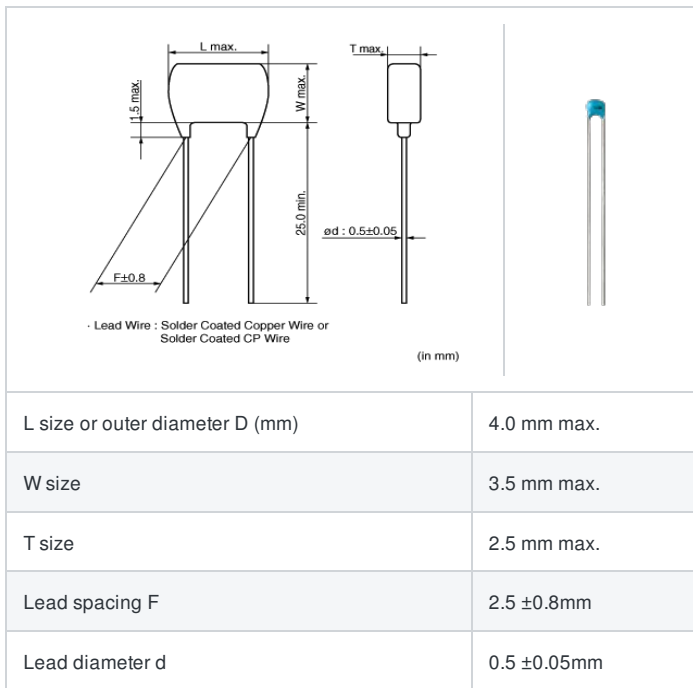 L max.
T max.
1.5 max.
W max.
25.0 min.
ød : 0.5±0.05
F±0.8
· Lead Wire : Solder Coated Copper Wire or
Solder Coated CP Wire
(in mm)
L size or outer diameter D (mm) 4.0 mm max.
W size 3.5 mm max.
T size 2.5 mm max.
Lead spacing F 2.5 ±0.8mm
Lead diameter d 0.5 ±0.05mm